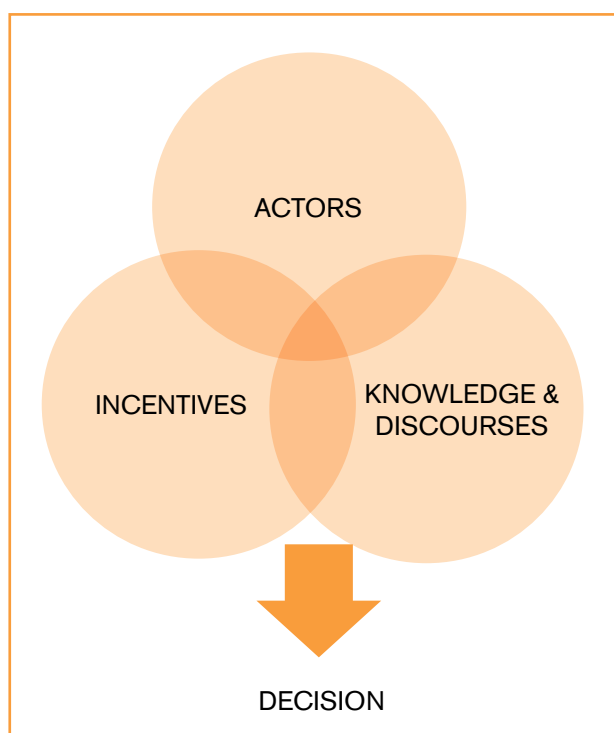 ACTORS
INCENTIVES
KNOWLEDGE &
DISCOURSES
DECISION